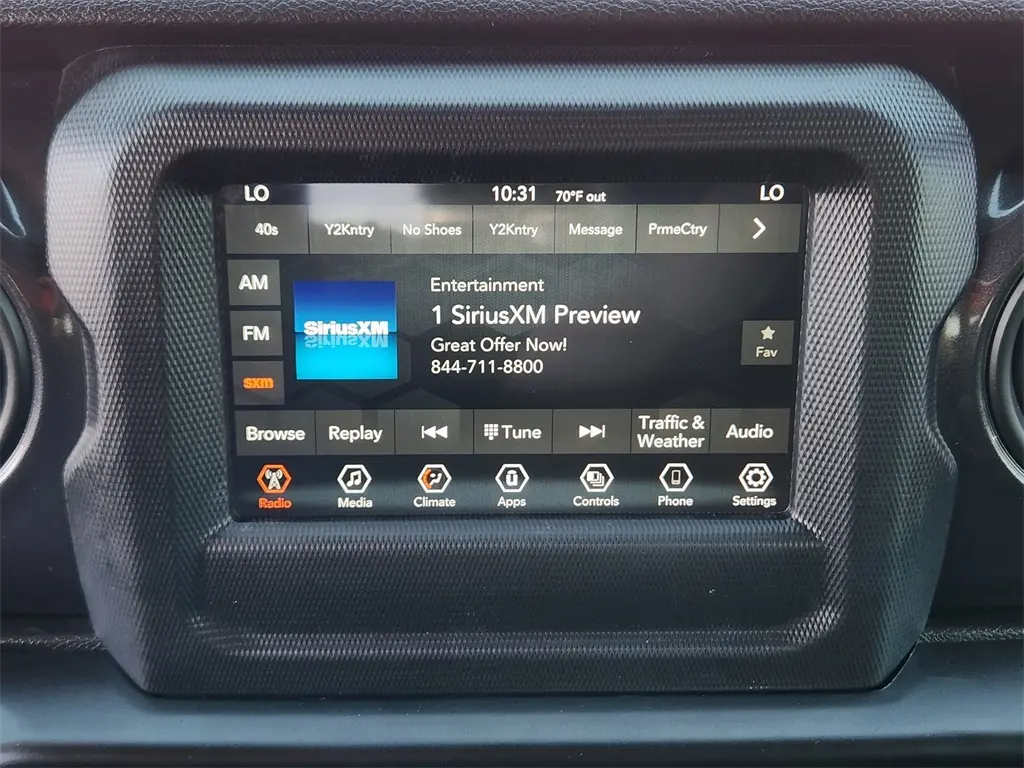 LO 10:31 70°F out LO
40s Y2Kntry No Shoes Y2Kntry Message PrmeCtry
AM
FM
sxm
SiriusXM
Entertainment
1 SiriusXM Preview
Great Offer Now!
844-711-8800
Fav
Browse Replay Tune Traffic & Weather Audio
Radio Media Climate Apps Controls Phone Settings